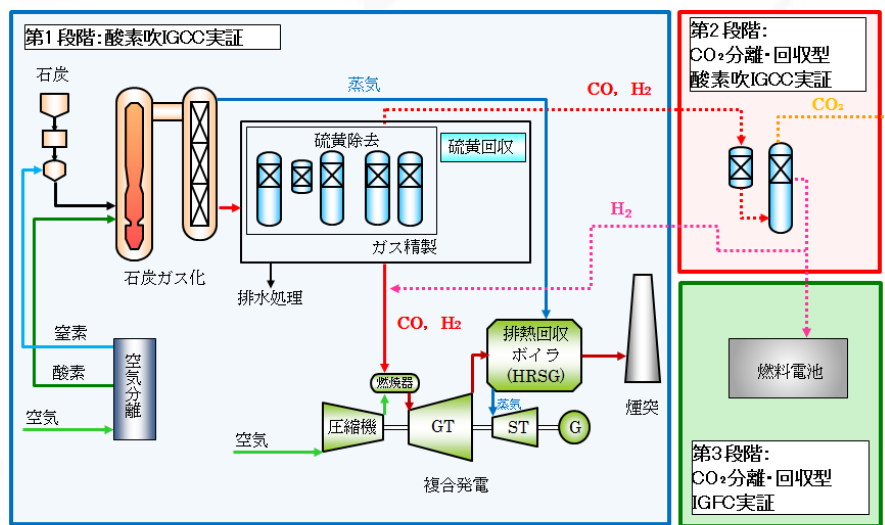 第1段階：酸素吹IGCC実証
石炭
蒸気
CO，H₂
硫黄除去
硫黄回収
ガス精製
石炭ガス化
排水処理
窒素
酸素
空気
空気分離
CO，H₂
燃焼器
空気
圧縮機
GT
複合発電
排熱回収
ボイラ
(HRSG)
蒸気
ST
G
煙突
第2段階：
CO₂分離・回収型
酸素吹IGCC実証
CO₂
H₂
燃料電池
第3段階：
CO₂分離・回収型
IGFC実証